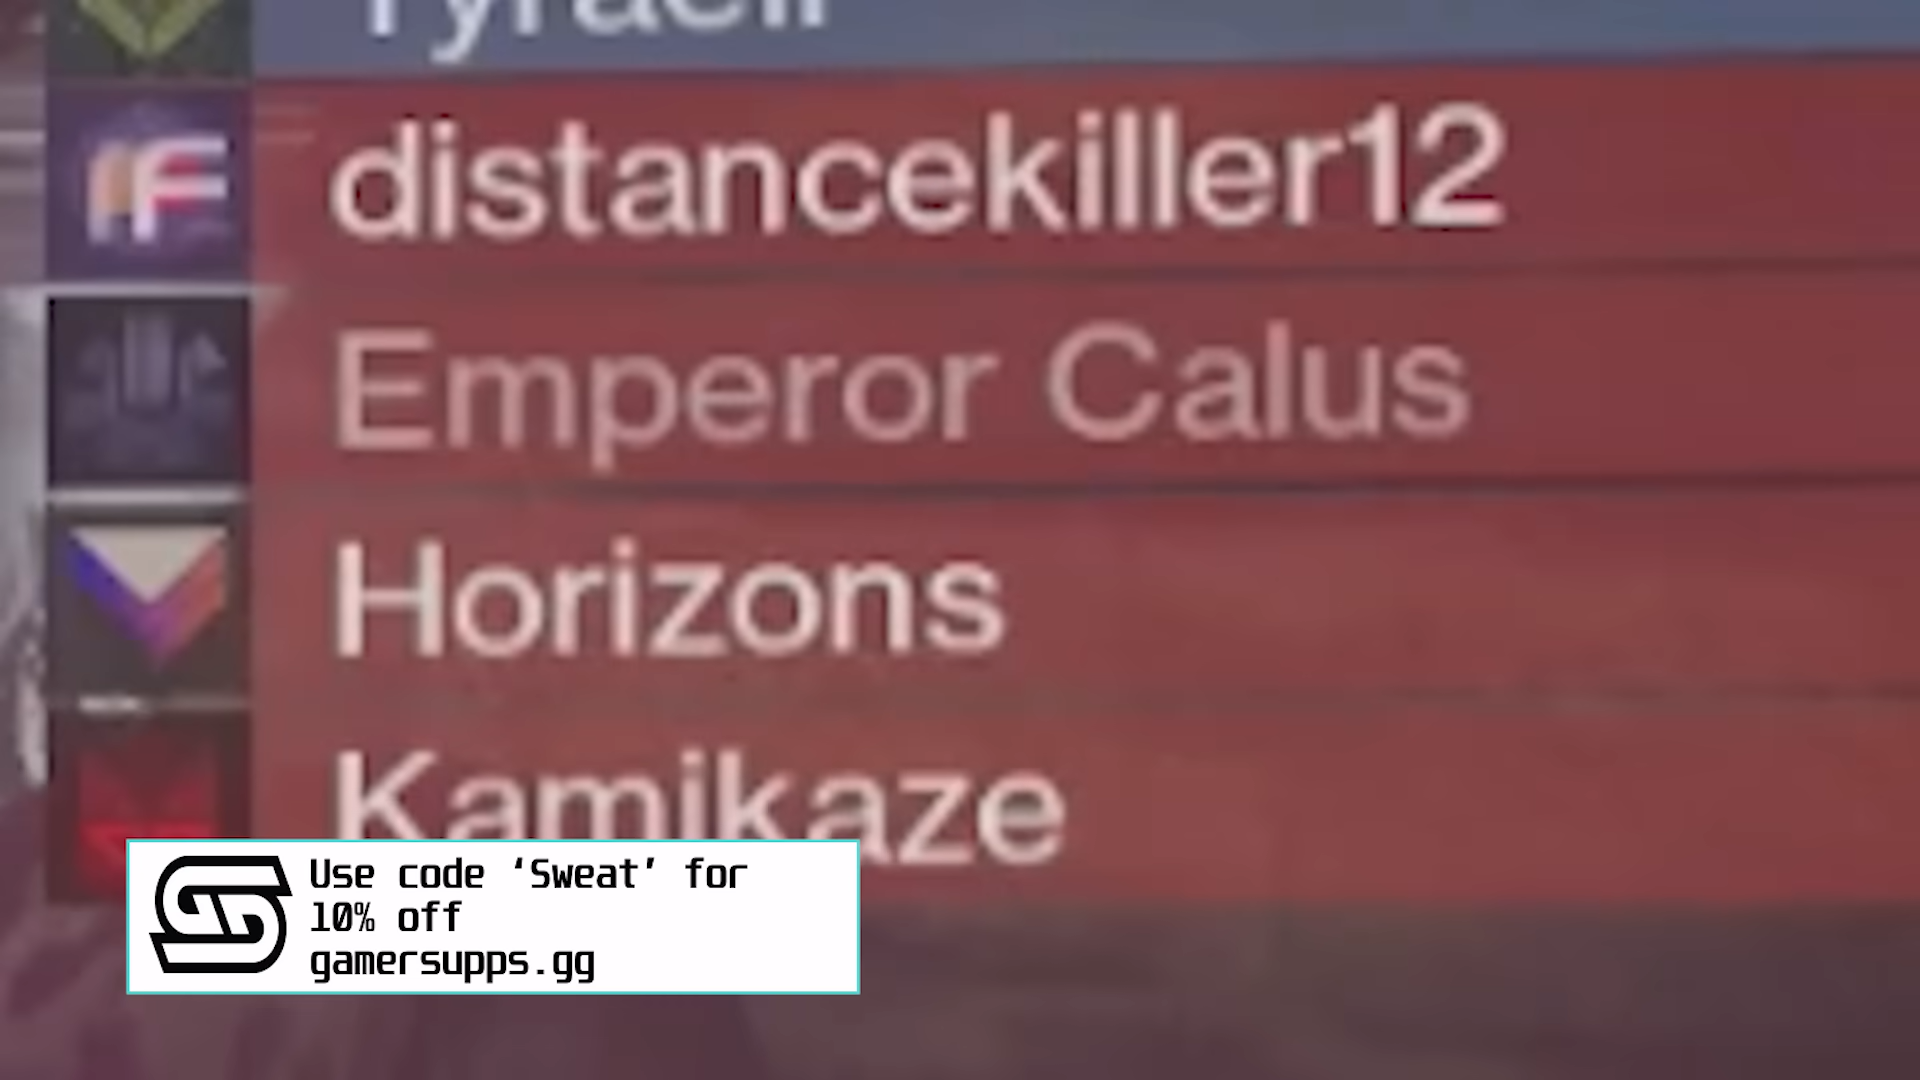 distancekiller12
Emperor Calus
Horizons
Kamikaze
Use code ‘Sweat’ for
10% off
gamersupps.gg